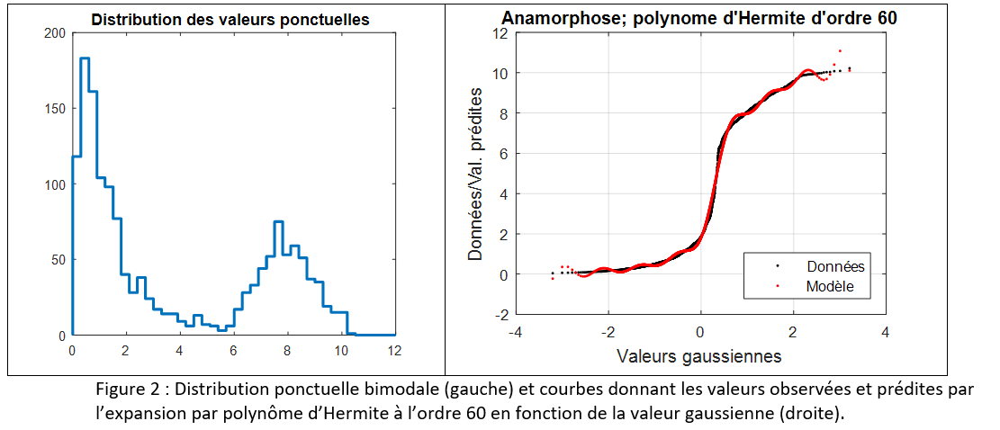 Distribution des valeurs ponctuelles
200
150
100
50
0
0 2 4 6 8 10 12
Anamorphose; polynome d'Hermite d'ordre 60
Données/Val. prédites
12
10
8
6
4
2
0
-2
-4 -2 0 2 4
Valeurs gaussiennes
Données
Modèle
Figure 2 : Distribution ponctuelle bimodale (gauche) et courbes donnant les valeurs observées et prédites par
l’expansion par polynôme d’Hermite à l’ordre 60 en fonction de la valeur gaussienne (droite).